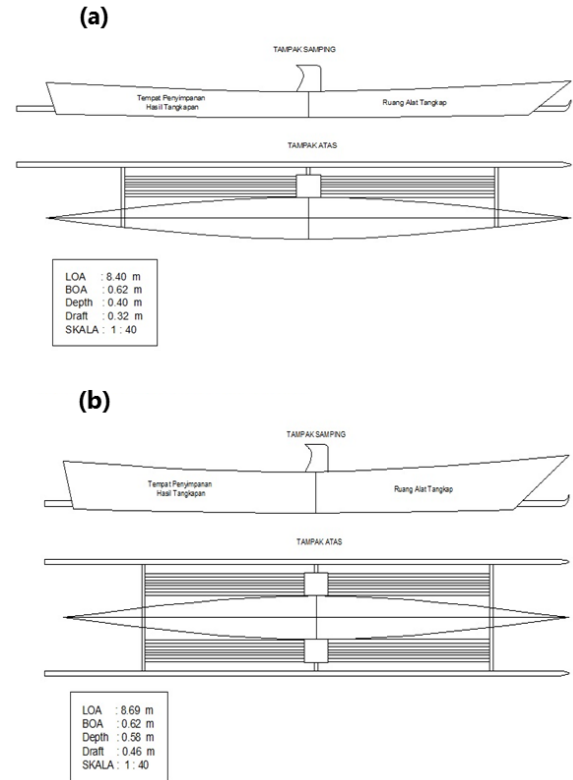 (a)
TAMPAK SAMPING
Tempat Penyimpanan
Hasil Tangkapan
Ruang Alat Tangkap
TAMPAK ATAS
LOA : 8.40 m
BOA : 0.62 m
Depth : 0.40 m
Draft : 0.32 m
SKALA : 1 : 40
(b)
TAMPAK SAMPING
Tempat Penyimpanan
Hasil Tangkapan
Ruang Alat Tangkap
TAMPAK ATAS
LOA : 8.69 m
BOA : 0.62 m
Depth : 0.58 m
Draft : 0.46 m
SKALA : 1 : 40